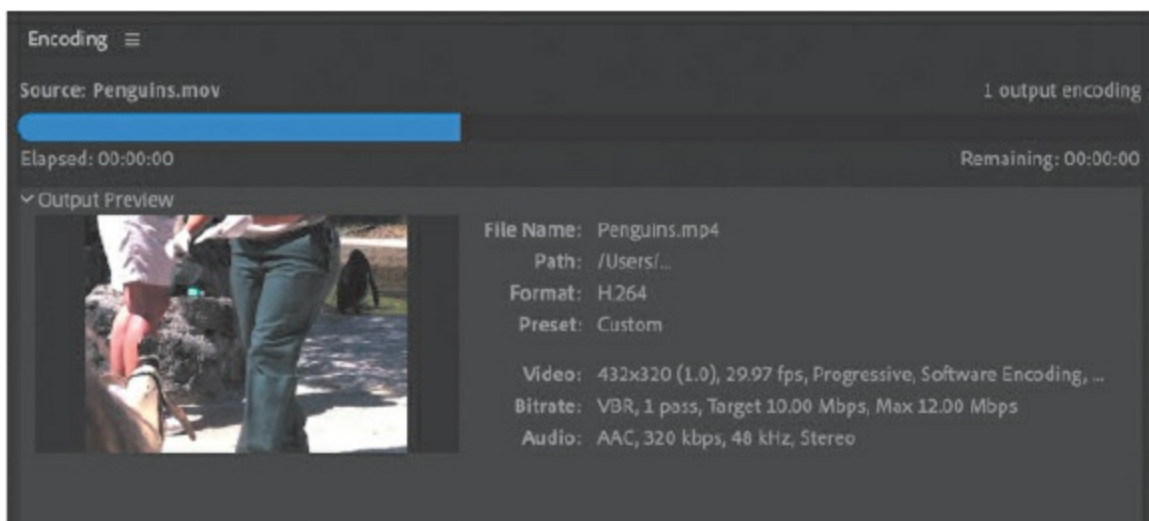 Encoding
Source: Penguins.mov
1 output encoding
Elapsed: 00:00:00
Remaining: 00:00:00
Output Preview
File Name: Penguins.mp4
Path: /Users/...
Format: H.264
Preset: Custom
Video: 432x320 (1.0), 29.97 fps, Progressive, Software Encoding, ...
Bitrate: VBR, 1 pass, Target 10.00 Mbps, Max 12.00 Mbps
Audio: AAC, 320 kbps, 48 kHz, Stereo